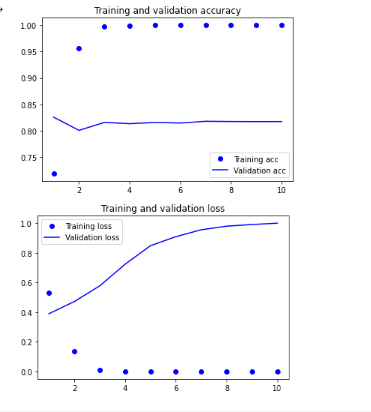 Training and validation accuracy
1.00
0.95
0.90
0.85
0.80
0.75
Training acc
Validation acc
2 4 6 8 10
Training and validation loss
1.0
Training loss
Validation loss
0.8
0.6
0.4
0.2
0.0
2 4 6 8 10